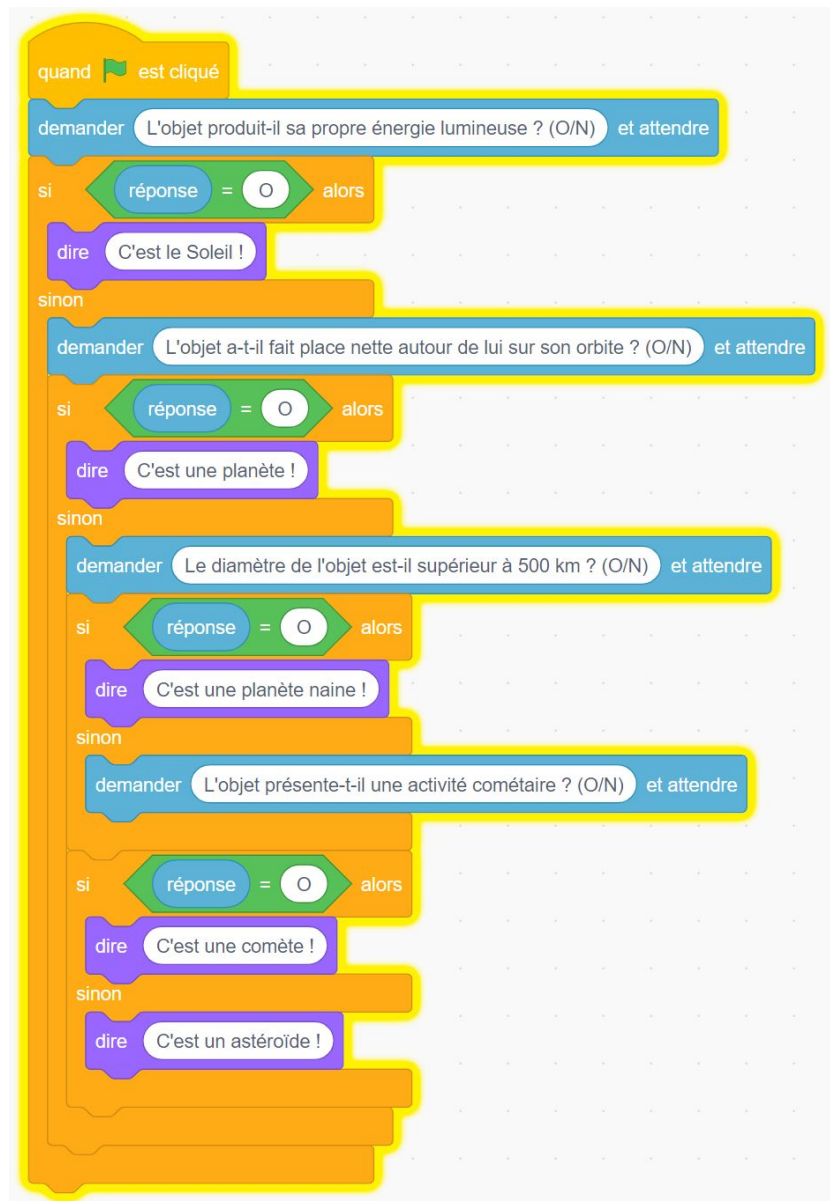 quand est cliqué
demander L'objet produit-il sa propre énergie lumineuse ? (O/N) et attendre
si réponse = O alors
dire C'est le Soleil !
sinon
demander L'objet a-t-il fait place nette autour de lui sur son orbite ? (O/N) et attendre
si réponse = O alors
dire C'est une planète !
sinon
demander Le diamètre de l'objet est-il supérieur à 500 km ? (O/N) et attendre
si réponse = O alors
dire C'est une planète naine !
sinon
demander L'objet présente-t-il une activité cométaire ? (O/N) et attendre
si réponse = O alors
dire C'est une comète !
sinon
dire C'est un astéroïde !